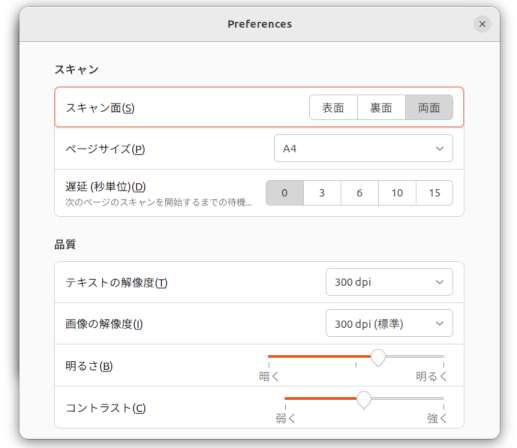 Preferences
スキャン
スキャン面(S)
表面 裏面 両面
ページサイズ(P)
A4
遅延 (秒単位)(D)
次のページのスキャンを開始するまでの待機...
0 3 6 10 15
品質
テキストの解像度(T)
300 dpi
画像の解像度(I)
300 dpi (標準)
明るさ(B)
暗く 明るく
コントラスト(C)
弱く 強く